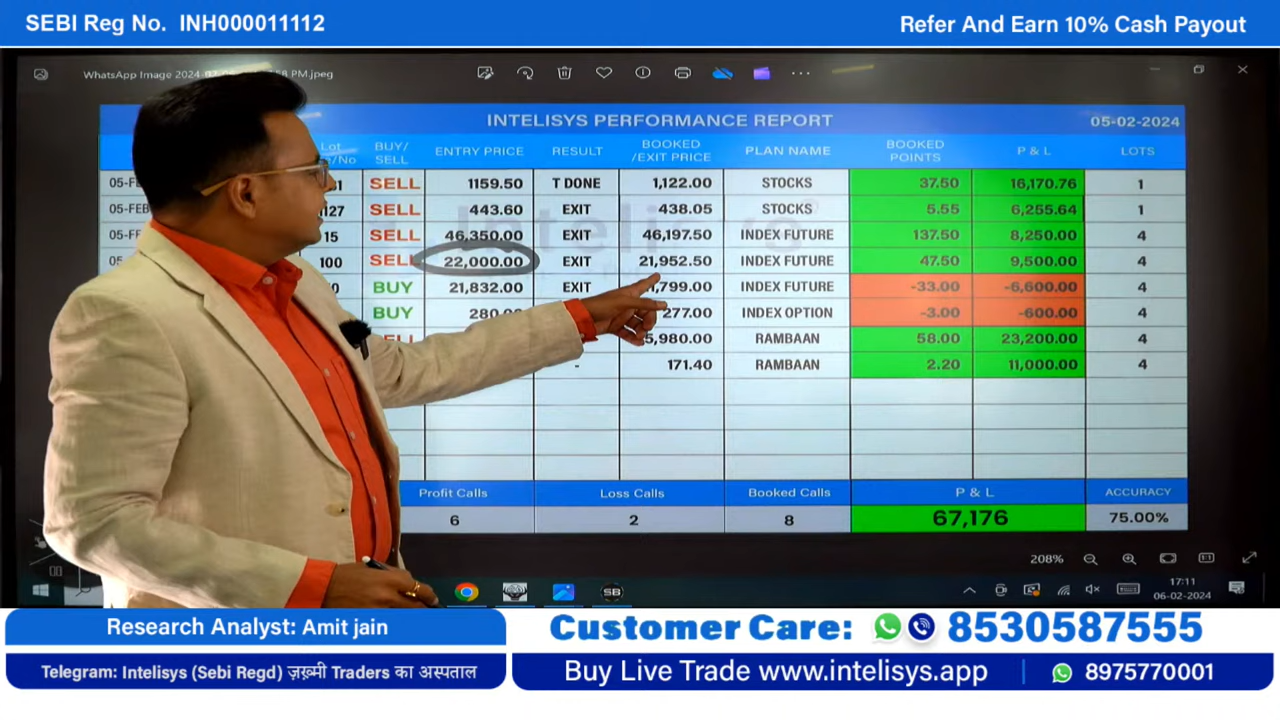 SEBI Reg No. INH000011112
Refer And Earn 10% Cash Payout
WhatsApp Image 2024
INTELISYS PERFORMANCE REPORT
05-02-2024
Lot BUY/ SELL ENTRY PRICE RESULT BOOKED /EXIT PRICE PLAN NAME BOOKED POINTS P & L LOTS
SELL 1159.50 T DONE 1,122.00 STOCKS 37.50 16,170.76 1
SELL 443.60 EXIT 438.05 STOCKS 5.55 6,255.64 1
15 SELL 46,350.00 EXIT 46,197.50 INDEX FUTURE 137.50 8,250.00 4
100 SELL 22,000.00 EXIT 21,952.50 INDEX FUTURE 47.50 9,500.00 4
BUY 21,832.00 EXIT INDEX FUTURE -33.00 -6,600.00 4
BUY 277.00 INDEX OPTION -3.00 -600.00 4
RAMBAAN 58.00 23,200.00 4
- 171.40 RAMBAAN 2.20 11,000.00 4
Profit Calls Loss Calls Booked Calls P & L ACCURACY
6 2 8 67,176 75.00%
208%
17:11
06-02-2024
Research Analyst: Amit jain
Customer Care: 8530587555
Telegram: Intelisys (Sebi Regd) ज़ख़्मी Traders का अस्पताल
Buy Live Trade www.intelisys.app | 8975770001